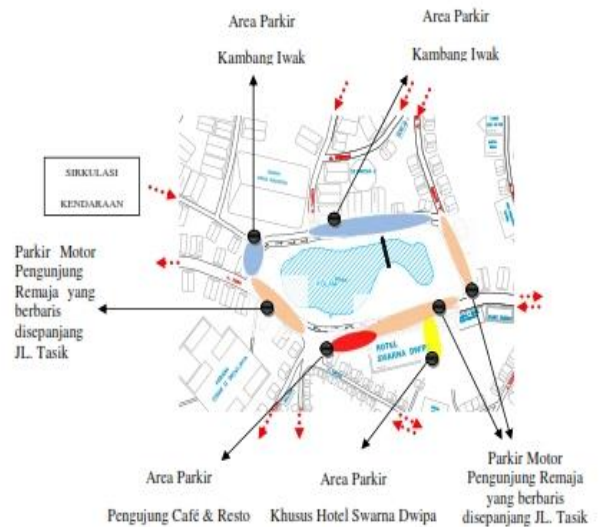 Area Parkir
Kambang Iwak
Area Parkir
Kambang Iwak
SIRKULASI
KENDARAAN
Parkir Motor
Pengunjung
Remaja yang
berbaris
disepanjang
JL. Tasik
HOTEL
SWARNA DWIPA
Area Parkir
Pengujung Café & Resto
Area Parkir
Khusus Hotel Swarna Dwipa
Parkir Motor
Pengunjung Remaja
yang berbaris
disepanjang JL. Tasik